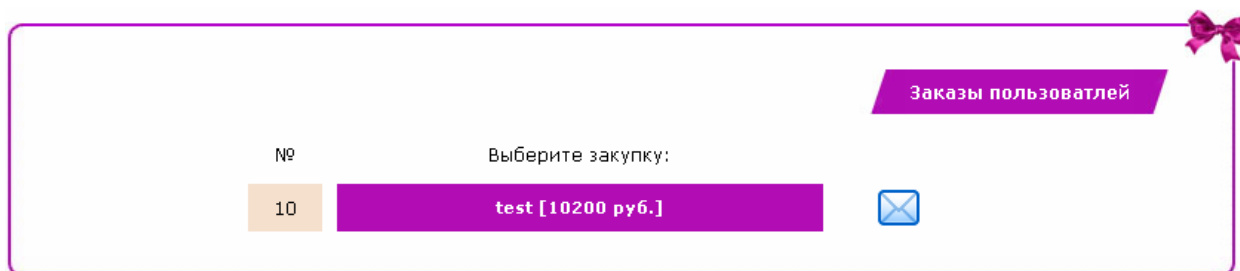 Заказы пользоватлей
№ Выберите закупку:
10 test [10200 руб.]